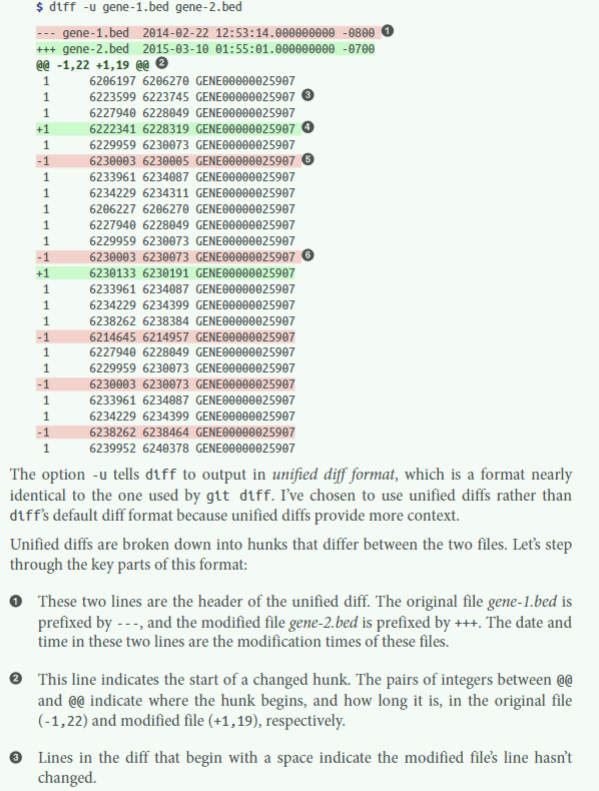 $ diff -u gene-1.bed gene-2.bed
--- gene-1.bed  2014-02-22 12:53:14.000000000 -0800 ❶
+++ gene-2.bed  2015-03-10 01:55:01.000000000 -0700
@@ -1,22 +1,19 @@ ❷
 1      6206197 6206270 GENE00000025907
 1      6223599 6223745 GENE00000025907 ❸
 1      6227940 6228049 GENE00000025907
+1      6222341 6228319 GENE00000025907 ❹
 1      6229959 6230073 GENE00000025907
-1      6230003 6230005 GENE00000025907 ❺
 1      6233961 6234087 GENE00000025907
 1      6234229 6234311 GENE00000025907
 1      6206227 6206270 GENE00000025907
 1      6227940 6228049 GENE00000025907
 1      6229959 6230073 GENE00000025907
-1      6230003 6230073 GENE00000025907 ❻
+1      6230133 6230191 GENE00000025907
 1      6233961 6234087 GENE00000025907
 1      6234229 6234399 GENE00000025907
 1      6238262 6238384 GENE00000025907
-1      6214645 6214957 GENE00000025907
 1      6227940 6228049 GENE00000025907
 1      6229959 6230073 GENE00000025907
-1      6230003 6230073 GENE00000025907
 1      6233961 6234087 GENE00000025907
 1      6234229 6234399 GENE00000025907
-1      6238262 6238464 GENE00000025907
 1      6239952 6240378 GENE00000025907
The option -u tells diff to output in unified diff format, which is a format nearly
identical to the one used by git diff. I've chosen to use unified diffs rather than
diff's default diff format because unified diffs provide more context.
Unified diffs are broken down into hunks that differ between the two files. Let's step
through the key parts of this format:
❶ These two lines are the header of the unified diff. The original file gene-1.bed is
prefixed by ---, and the modified file gene-2.bed is prefixed by +++. The date and
time in these two lines are the modification times of these files.
❷ This line indicates the start of a changed hunk. The pairs of integers between @@
and @@ indicate where the hunk begins, and how long it is, in the original file
(-1,22) and modified file (+1,19), respectively.
❸ Lines in the diff that begin with a space indicate the modified file's line hasn't
changed.